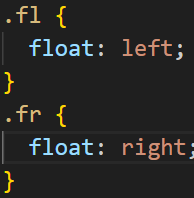 .fl {
  float: left;
}
.fr {
  float: right;
}